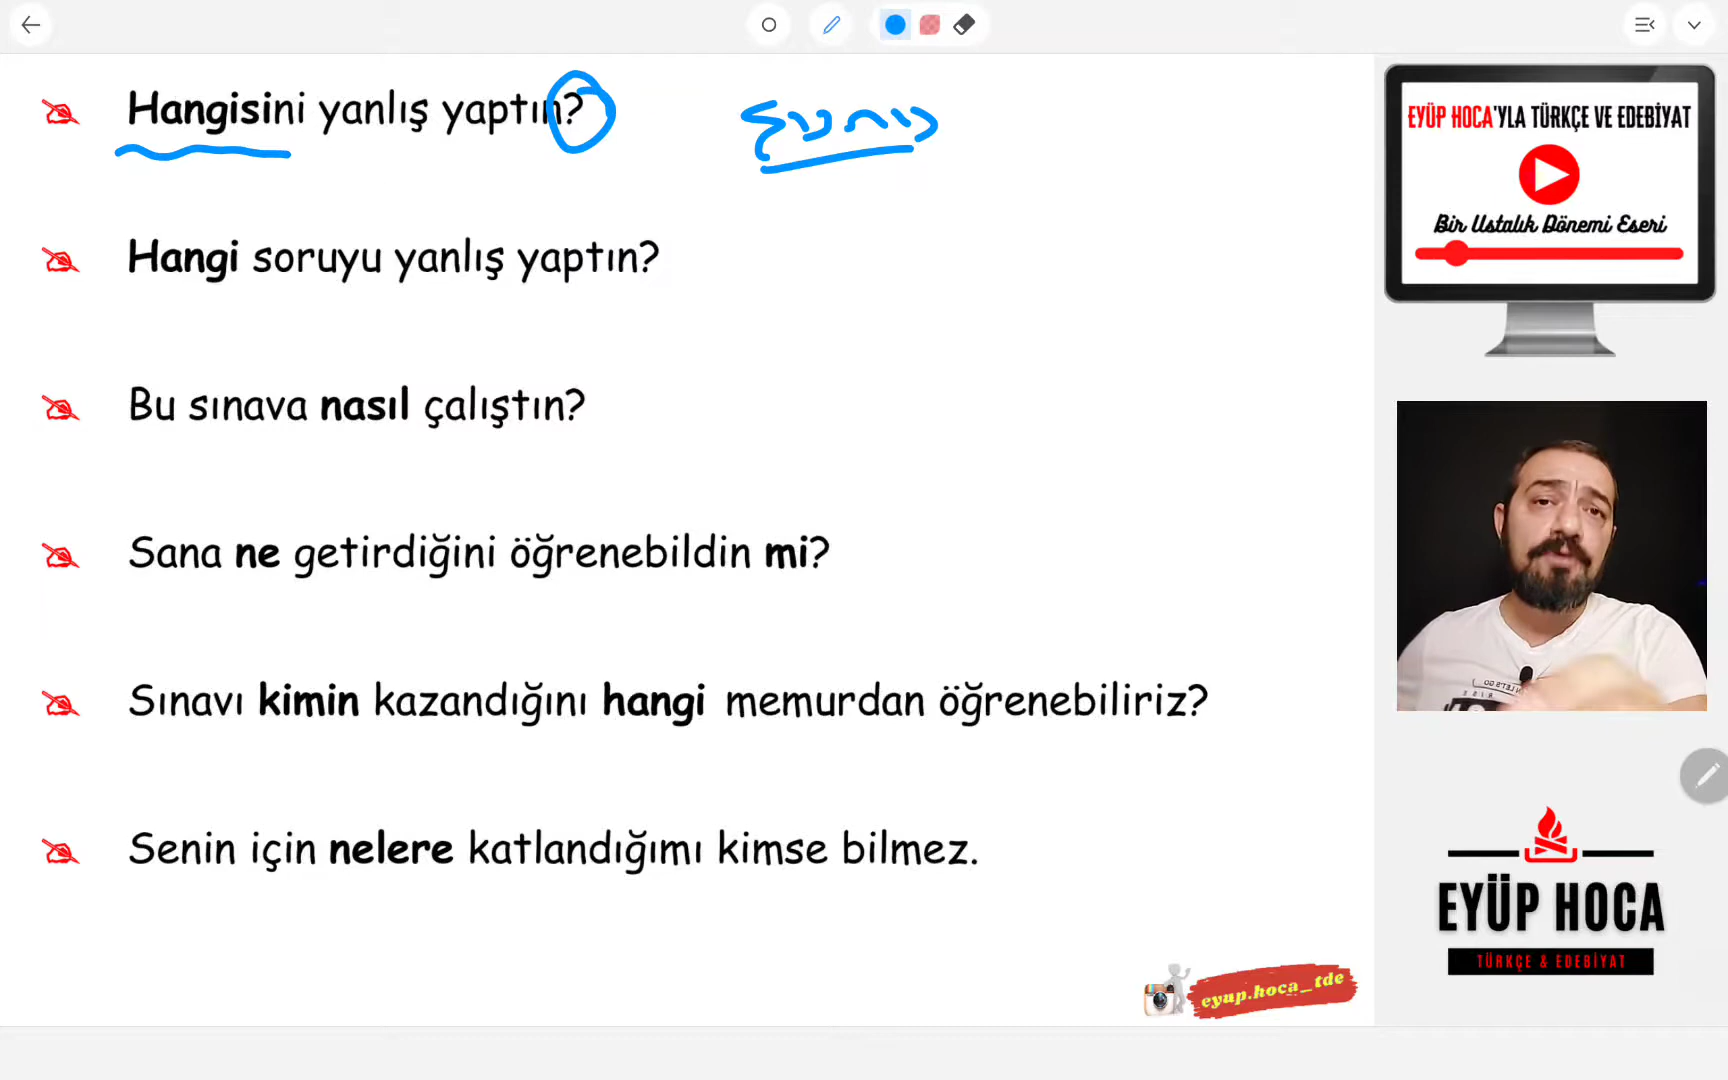 Hangisini yanlış yaptın?
Hangi soruyu yanlış yaptın?
Bu sınava nasıl çalıştın?
Sana ne getirdiğini öğrenebildin mi?
Sınavı kimin kazandığını hangi memurdan öğrenebiliriz?
Senin için nelere katlandığımı kimse bilmez.
eyup.hoca_tde
EYÜP HOCA'YLA TÜRKÇE VE EDEBİYAT
Bir Ustalık Dönemi Eseri
EYÜP HOCA
TÜRKÇE & EDEBİYAT